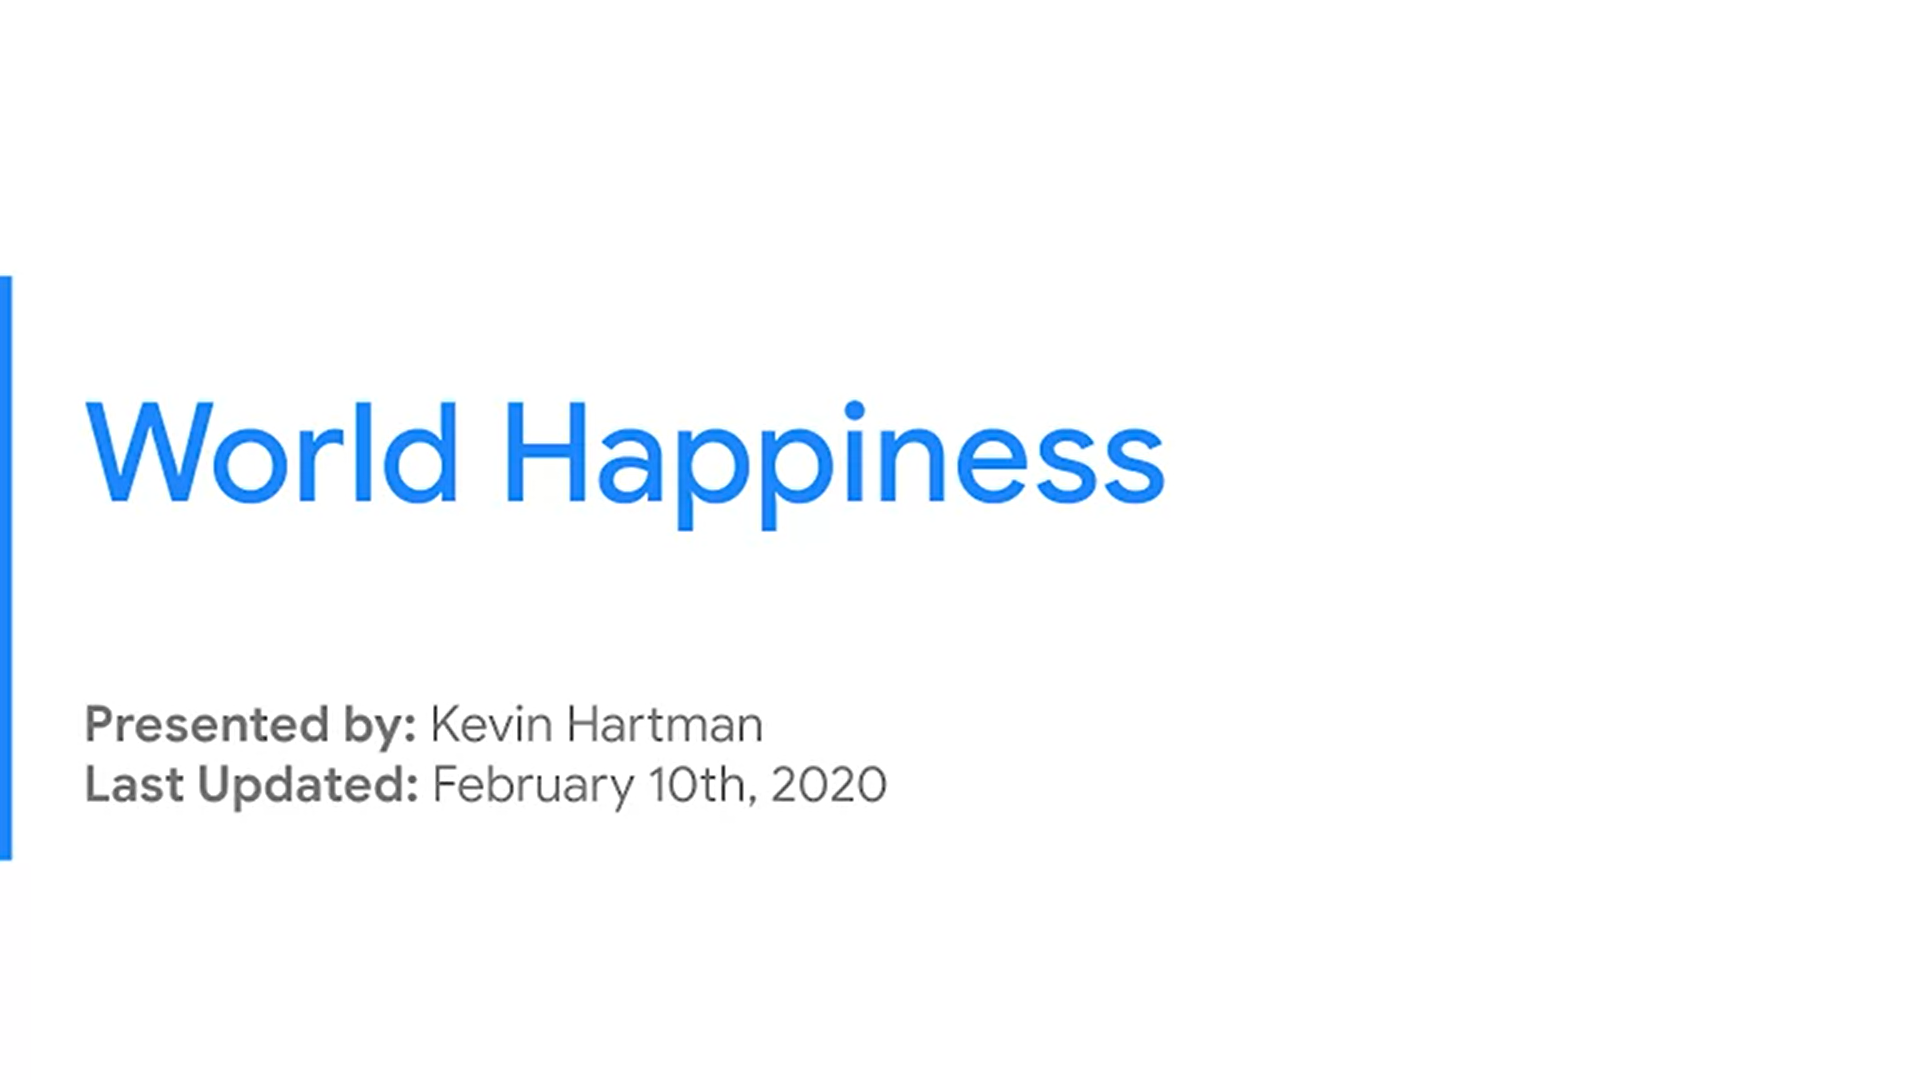 World Happiness
Presented by: Kevin Hartman
Last Updated: February 10th, 2020